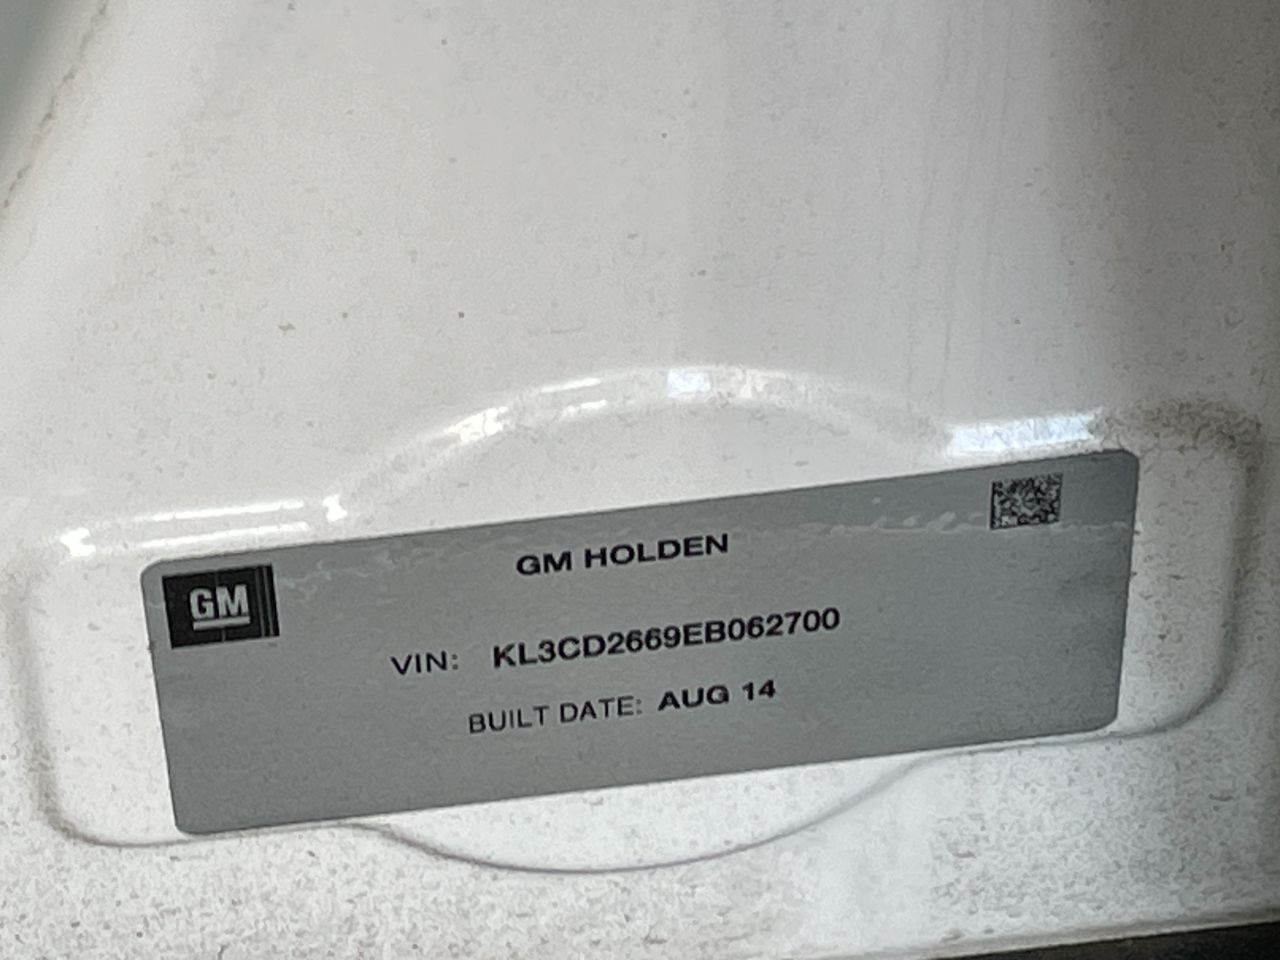 GM HOLDEN
GM
VIN: KL3CD2669EB062700
BUILT DATE: AUG 14